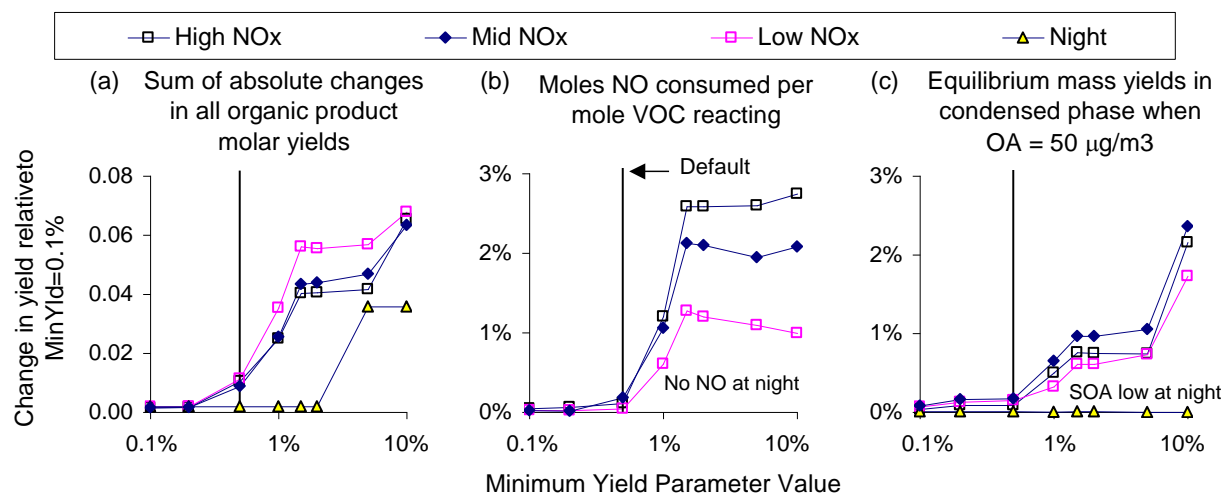 High NOx
Mid NOx
Low NOx
Night
(a) Sum of absolute changes
in all organic product
molar yields
(b) Moles NO consumed per
mole VOC reacting
(c) Equilibrium mass yields in
condensed phase when
OA = 50 μg/m3
Change in yield relativeto
MinYld=0.1%
0.08
0.06
0.04
0.02
0.00
0.1%
1%
10%
3%
2%
1%
0%
Default
No NO at night
0.1%
1%
10%
3%
2%
1%
0%
SOA low at night
0.1%
1%
10%
Minimum Yield Parameter Value